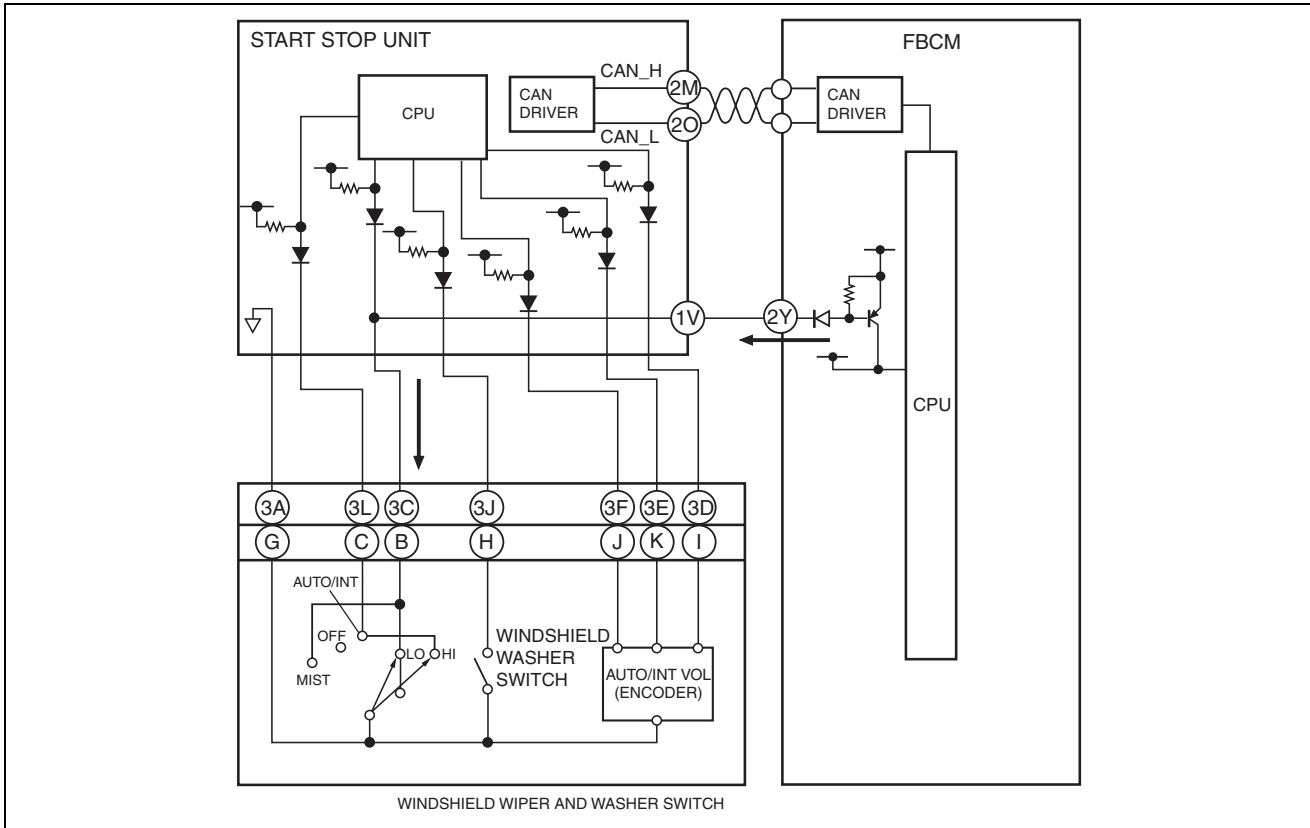 START STOP UNIT
FBCM
CAN_H
2M
CAN
DRIVER
CPU
CAN
DRIVER
2O
CAN_L
1V
2Y
CPU
3A 3L 3C 3J 3F 3E 3D
G C B H J K I
AUTO/INT
OFF
LO HI
MIST
WINDSHIELD
WASHER
SWITCH
AUTO/INT VOL
(ENCODER)
WINDSHIELD WIPER AND WASHER SWITCH